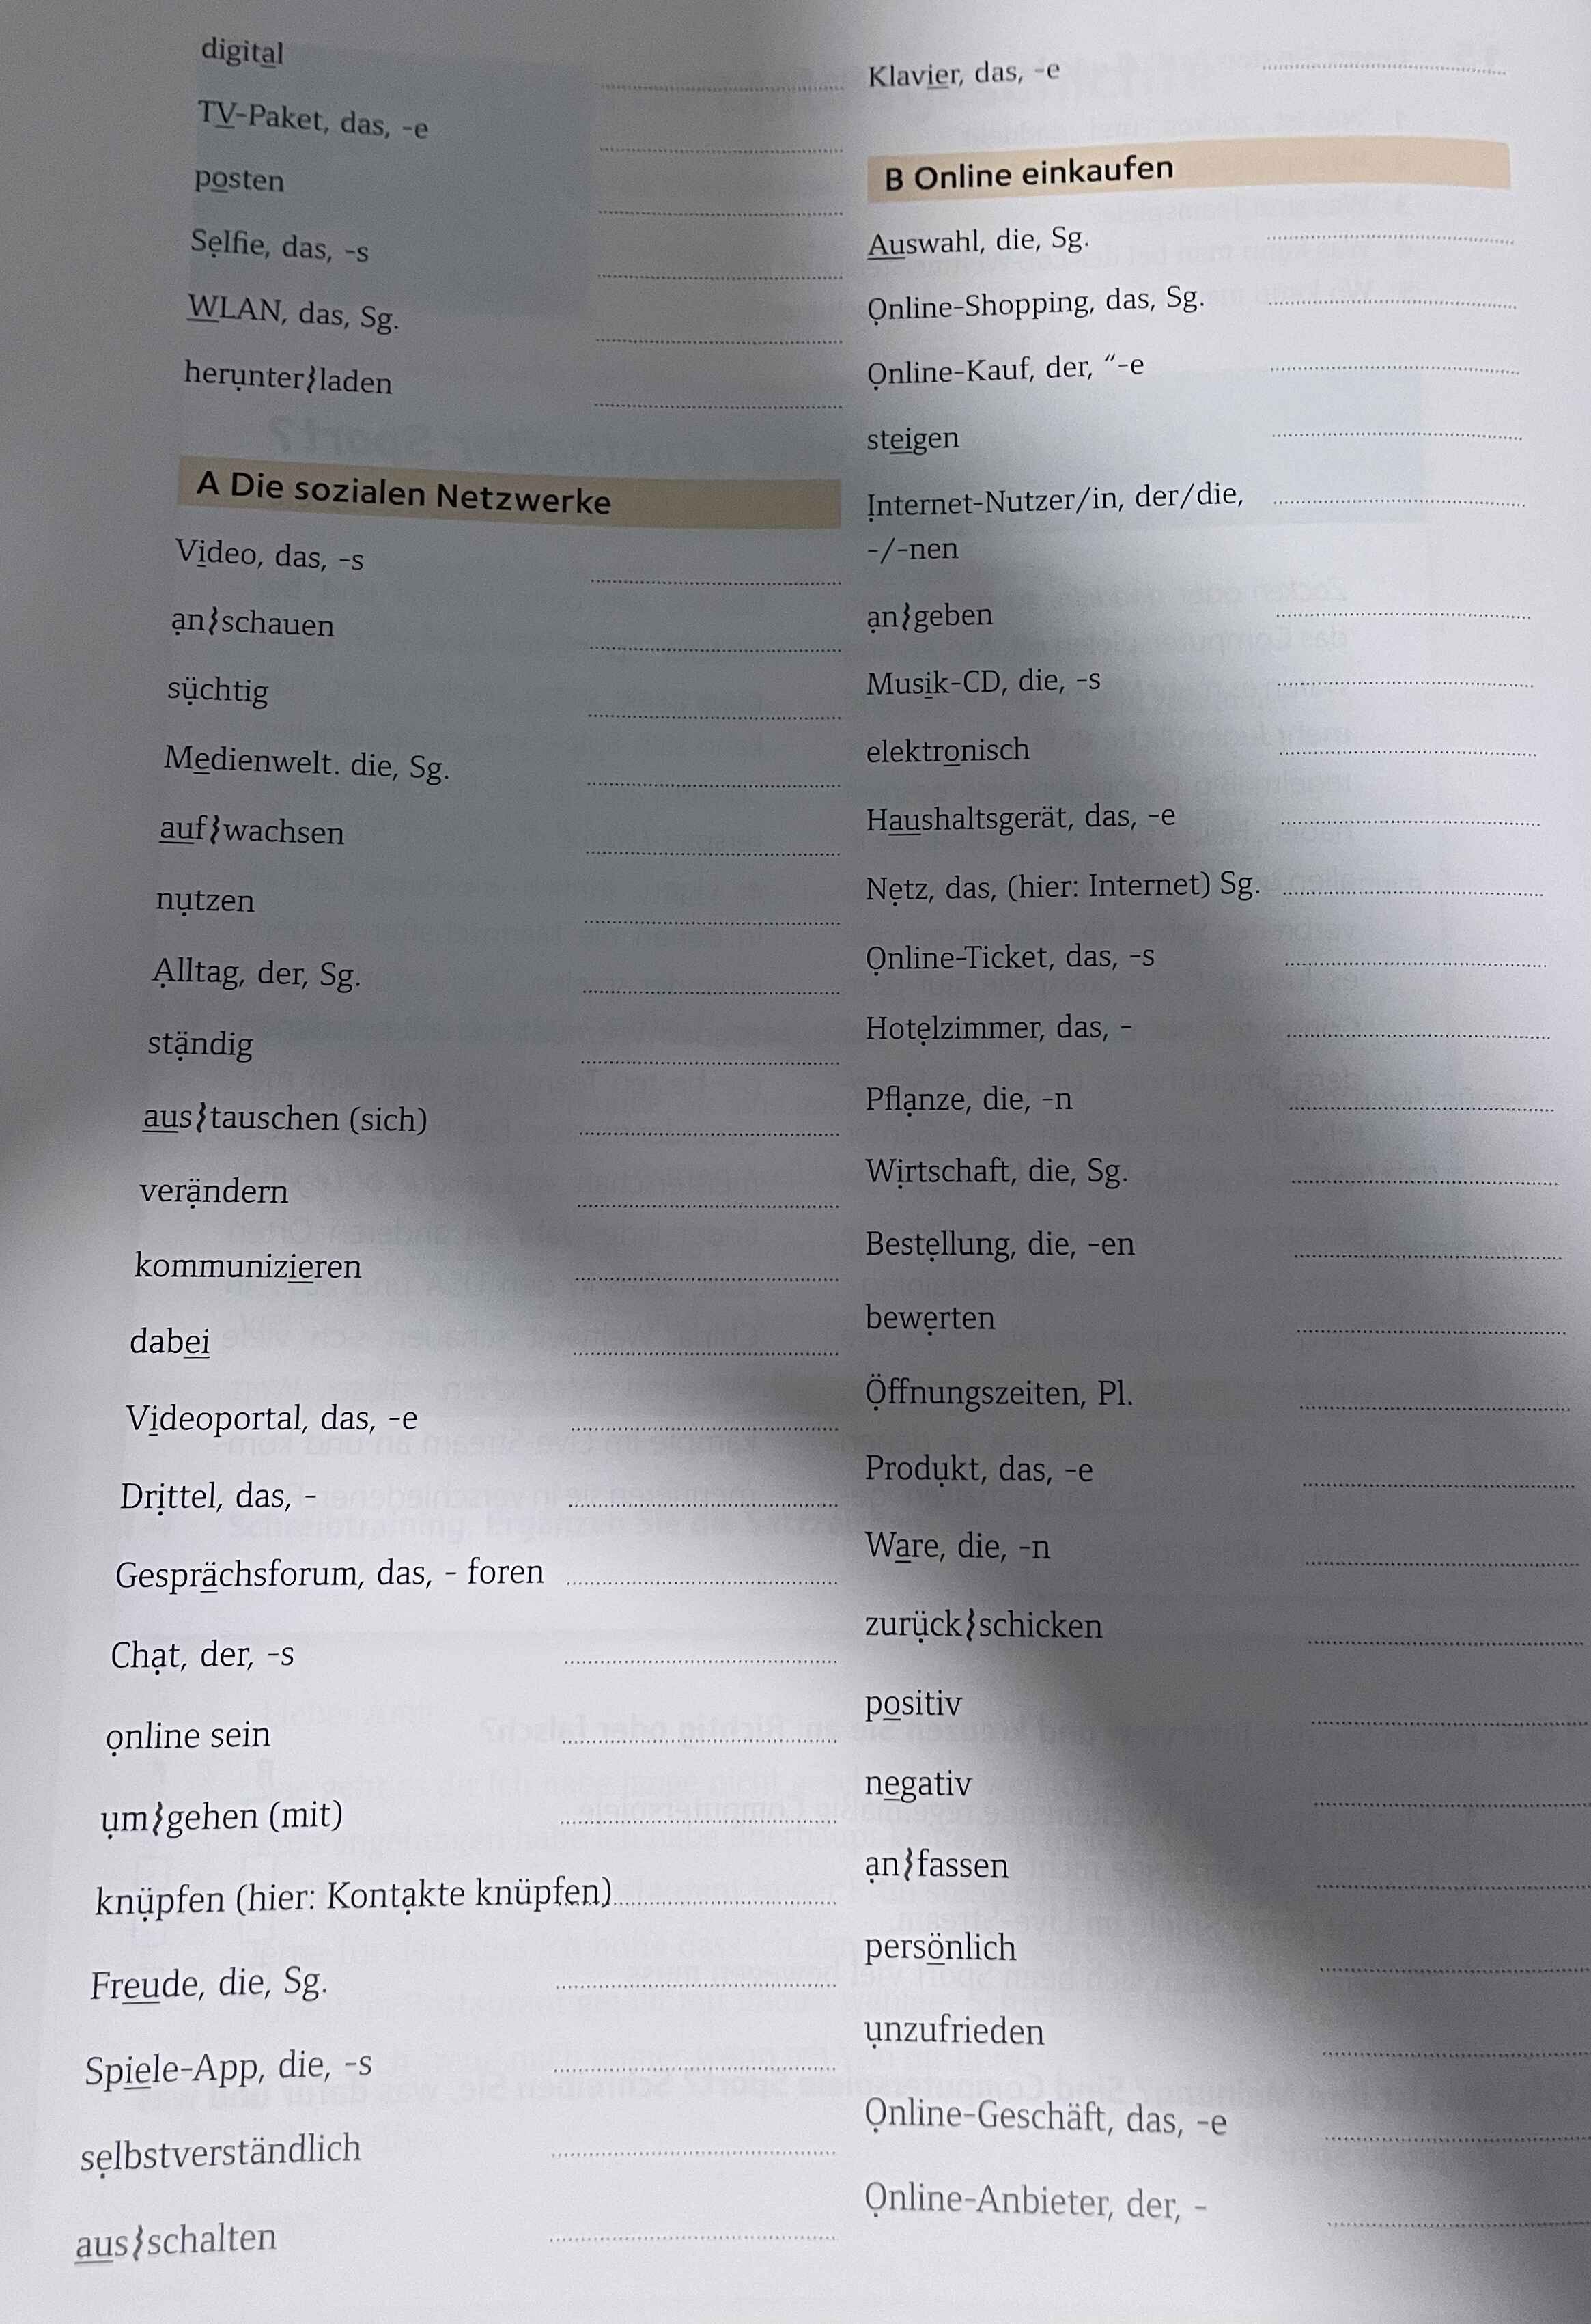 digital
TV-Paket, das, -e
posten
Selfie, das, -s
WLAN, das, Sg.
herunter}laden
A Die sozialen Netzwerke
Video, das, -s
an}schauen
süchtig
Medienwelt. die, Sg.
auf}wachsen
nutzen
Alltag, der, Sg.
ständig
aus}tauschen (sich)
verändern
kommunizieren
dabei
Videoportal, das, -e
Drittel, das, -
Gesprächsforum, das, - foren
Chat, der, -s
online sein
um}gehen (mit)
knüpfen (hier: Kontakte knüpfen)
Freude, die, Sg.
Spiele-App, die, -s
selbstverständlich
aus}schalten
Klavier, das, -e
B Online einkaufen
Auswahl, die, Sg.
Online-Shopping, das, Sg.
Online-Kauf, der, “-e
steigen
Internet-Nutzer/in, der/die,
-/-nen
an}geben
Musik-CD, die, -s
elektronisch
Haushaltsgerät, das, -e
Netz, das, (hier: Internet) Sg.
Online-Ticket, das, -s
Hotelzimmer, das, -
Pflanze, die, -n
Wirtschaft, die, Sg.
Bestellung, die, -en
bewerten
Öffnungszeiten, Pl.
Produkt, das, -e
Ware, die, -n
zurück}schicken
positiv
negativ
an}fassen
persönlich
unzufrieden
Online-Geschäft, das, -e
Online-Anbieter, der, -